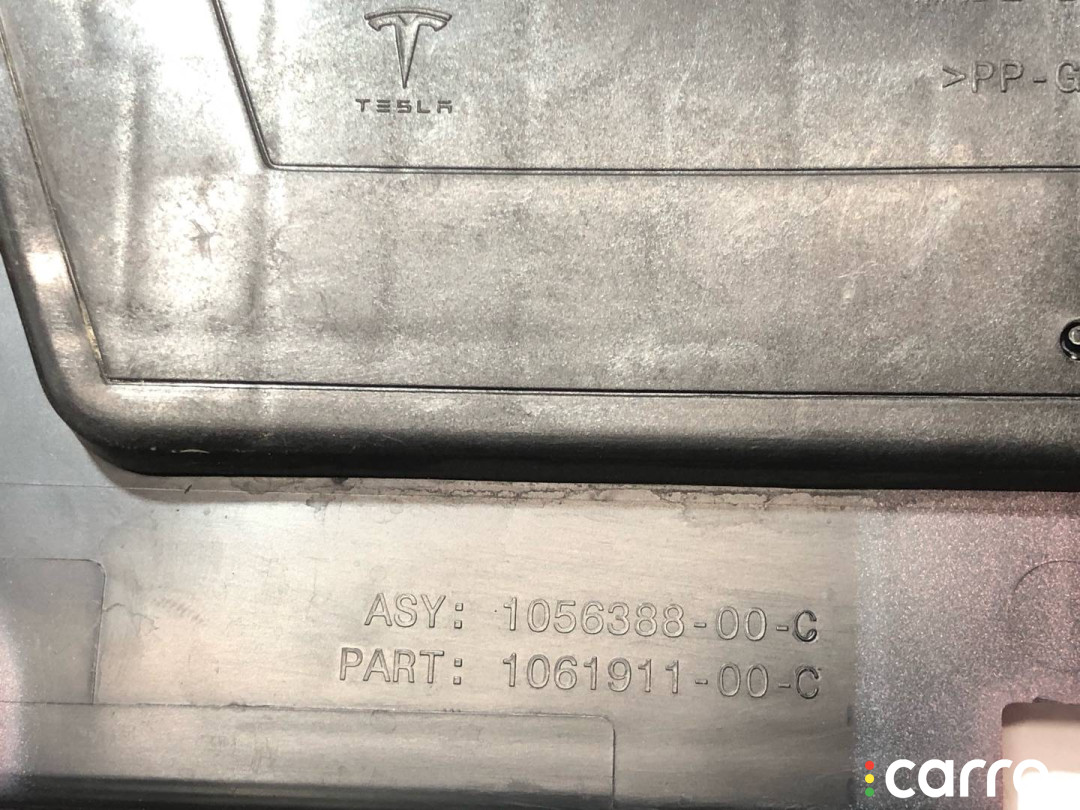 TESLA
>PP-G
ASY: 1056388-00-C
PART: 1061911-00-C
carro